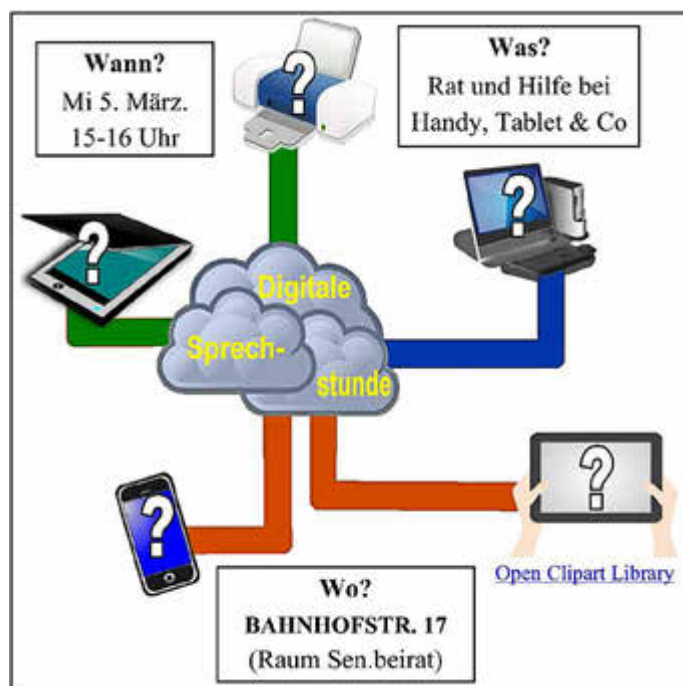 Wann?
Mi 5. März.
15-16 Uhr
Was?
Rat und Hilfe bei
Handy, Tablet & Co
?
?
?
Digitale
Sprech-
stunde
?
?
Open Clipart Library
Wo?
BAHNHOFSTR. 17
(Raum Sen.beirat)